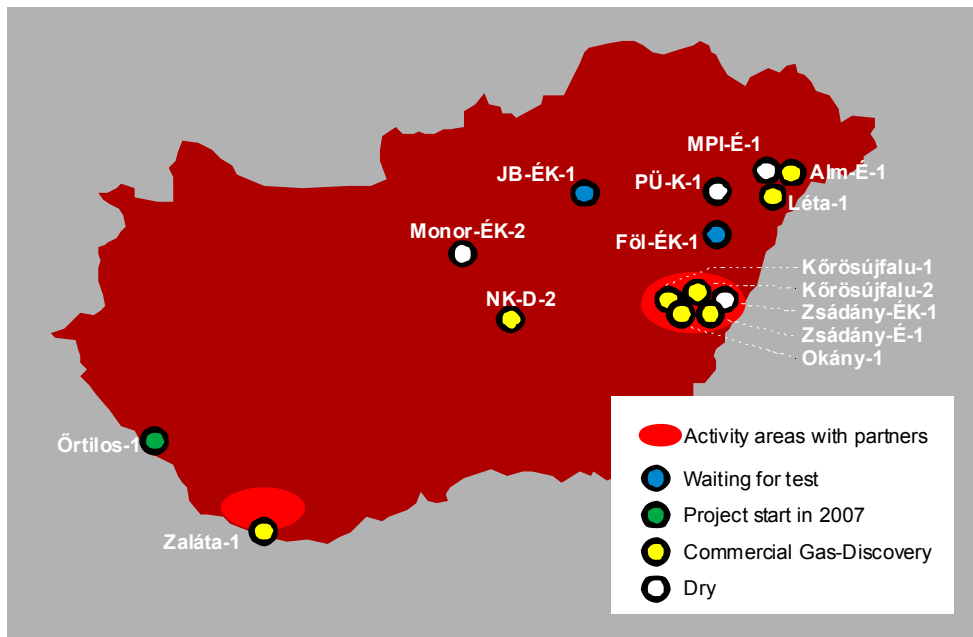 MPI-É-1
JB-ÉK-1
PÜ-K-1
Alm-É-1
Léta-1
Monor-ÉK-2
Föl-ÉK-1
Kőrösújfalu-1
Kőrösújfalu-2
NK-D-2
Zsádány-ÉK-1
Zsádány-É-1
Okány-1
Őrtilos-1
Zaláta-1
Activity areas with partners
Waiting for test
Project start in 2007
Commercial Gas-Discovery
Dry